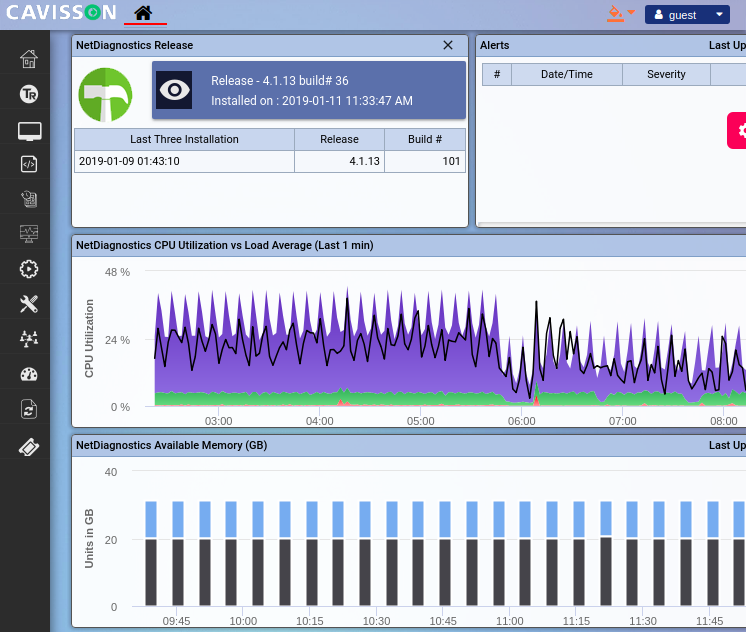 CAVISSON
guest
NetDiagnostics Release
Release - 4.1.13 build# 36
Installed on : 2019-01-11 11:33:47 AM
Last Three Installation Release Build #
2019-01-09 01:43:10 4.1.13 101
Alerts Last Up
# Date/Time Severity
TR
NetDiagnostics CPU Utilization vs Load Average (Last 1 min)
CPU Utilization
48 %
24 %
0 %
03:00 04:00 05:00 06:00 07:00 08:00
NetDiagnostics Available Memory (GB) Last Up
Units in GB
40
20
0
09:45 10:00 10:15 10:30 10:45 11:00 11:15 11:30 11:45